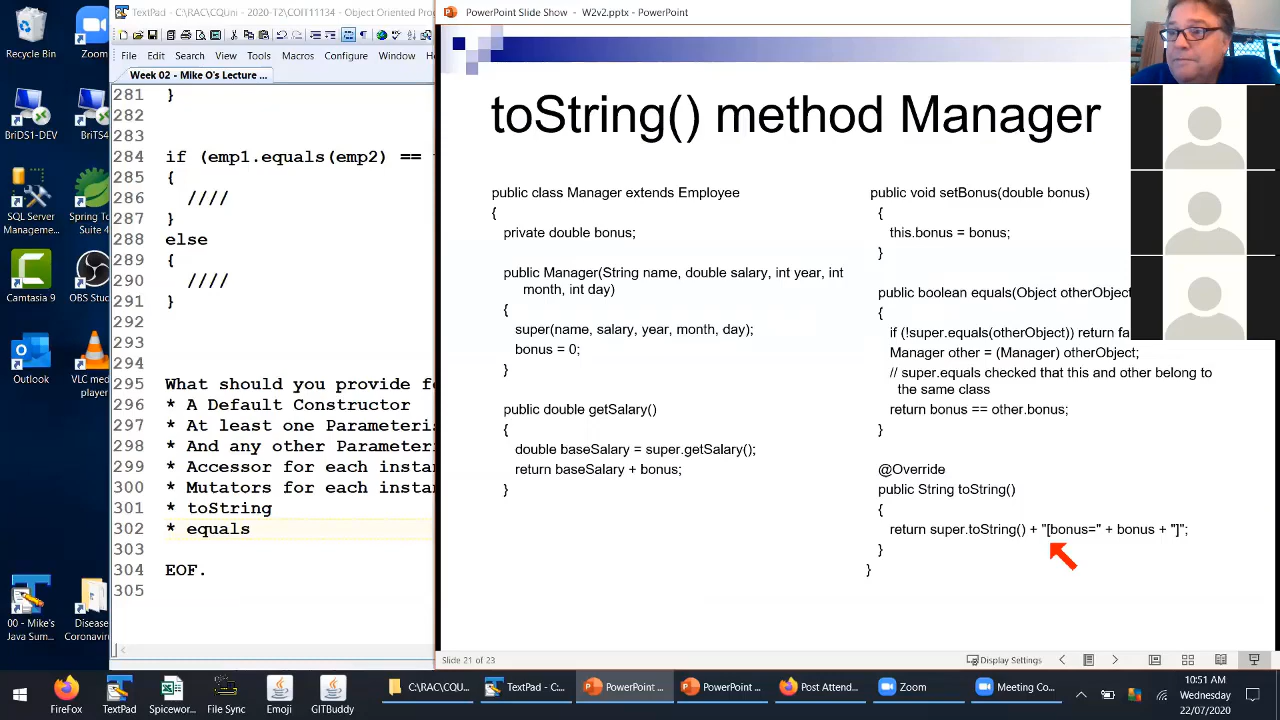 Recycle Bin
Zoom
BriDS1-DEV
BriTS4...
SQL Server
Manageme...
Spring To
Suite 4
Camtasia 9
OBS Stud
Outlook
VLC med
player
00 - Mike's
Java Sum...
Disease
Coronavir
TextPad - C:\RAC\CQUni - 2020-T2\COIT11134 - Object Oriented Pro
File Edit Search View Tools Macros Configure Window H
Week 02 - Mike O's Lecture ...
281 }
282
283
284 if (emp1.equals(emp2) ==
285 {
286 ////
287 }
288 else
289 {
290 ////
291 }
292
293
294
295 What should you provide fo
296 * A Default Constructor
297 * At least one Parameteris
298 * And any other Parameteri
299 * Accessor for each instan
300 * Mutators for each instan
301 * toString
302 * equals
303
304 EOF.
305
PowerPoint Slide Show - W2v2.pptx - PowerPoint
toString() method Manager
public class Manager extends Employee
{
private double bonus;
public Manager(String name, double salary, int year, int
month, int day)
{
super(name, salary, year, month, day);
bonus = 0;
}
public double getSalary()
{
double baseSalary = super.getSalary();
return baseSalary + bonus;
}
public void setBonus(double bonus)
{
this.bonus = bonus;
}
public boolean equals(Object otherObject
{
if (!super.equals(otherObject)) return fa
Manager other = (Manager) otherObject;
// super.equals checked that this and other belong to
the same class
return bonus == other.bonus;
}
@Override
public String toString()
{
return super.toString() + "[bonus=" + bonus + "]";
}
}
Slide 21 of 23
Display Settings
FireFox
TextPad
Spicewor...
File Sync
Emoji
GITBuddy
C:\RAC\CQU...
TextPad - C...
PowerPoint ...
PowerPoint ...
Post Attend...
Zoom
Meeting Co...
10:51 AM
Wednesday
22/07/2020